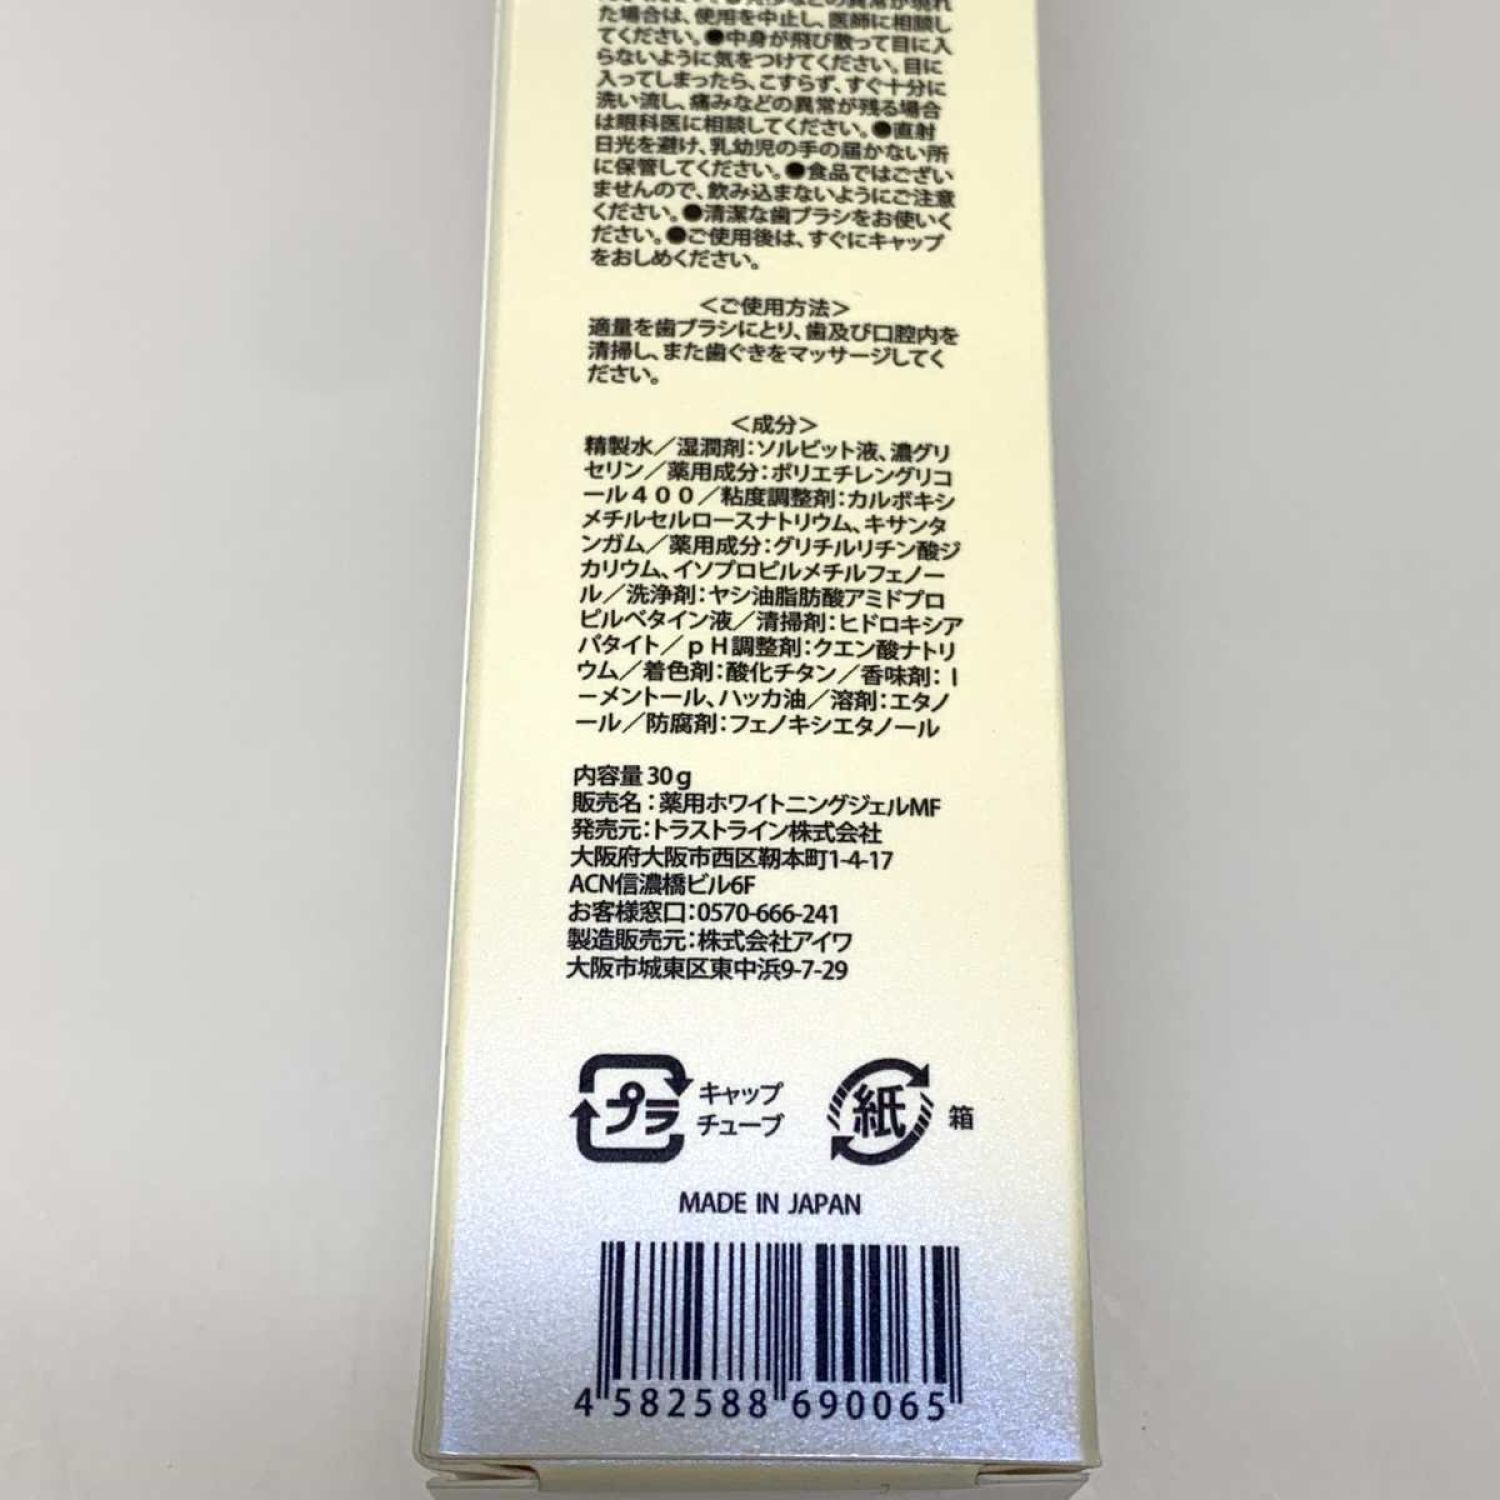 た場合は、使用を中止し、医師に相談し
てください。●中身が飛び散って目に入
らないように気をつけてください。目に
入ってしまったら、こすらず、すぐ十分に
洗い流し、痛みなどの異常が残る場合
は眼科医に相談してください。●直射
日光を避け、乳幼児の手の届かない所
に保管してください。●食品ではござい
ませんので、飲み込まないようにご注意
ください。●清潔な歯ブラシをお使いく
ださい。●ご使用後は、すぐにキャップ
をおしめください。
＜ご使用方法＞
適量を歯ブラシにとり、歯及び口腔内を
清掃し、また歯ぐきをマッサージしてく
ださい。
＜成分＞
精製水／湿潤剤：ソルビット液、濃グリ
セリン／薬用成分：ポリエチレングリコ
ール４００／粘度調整剤：カルボキシ
メチルセルロースナトリウム、キサンタ
ンガム／薬用成分：グリチルリチン酸ジ
カリウム、イソプロピルメチルフェノー
ル／洗浄剤：ヤシ油脂肪酸アミドプロ
ピルベタイン液／清掃剤：ヒドロキシア
パタイト／ｐＨ調整剤：クエン酸ナトリ
ウム／着色剤：酸化チタン／香味剤：ｌ
－メントール、ハッカ油／溶剤：エタノ
ール／防腐剤：フェノキシエタノール
内容量 30ｇ
販売名：薬用ホワイトニングジェルMF
発売元：トラストライン株式会社
大阪府大阪市西区靭本町1-4-17
ACN信濃橋ビル6F
お客様窓口：0570-666-241
製造販売元：株式会社アイワ
大阪市城東区東中浜9-7-29
プラ キャップ
チューブ
紙 箱
MADE IN JAPAN
4 582588 690065